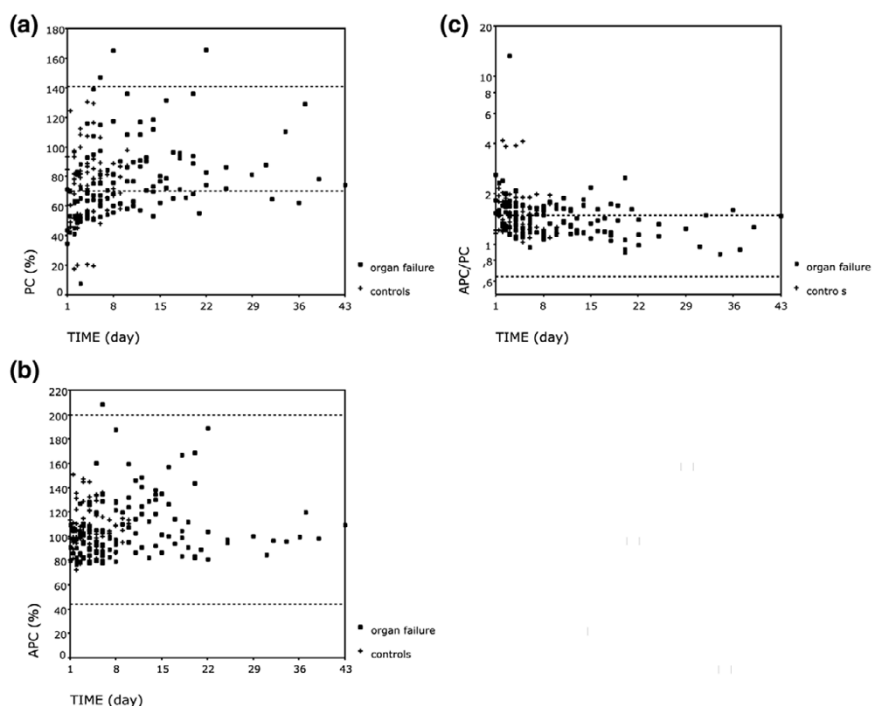 (a)
180
160
140
120
100
80
60
40
20
0
PC (%)
1 8 15 22 29 36 43
TIME (day)
organ failure
controls
(c)
20
10
8
6
4
2
1
,8
,6
APC/PC
1 8 15 22 29 36 43
TIME (day)
organ failure
contro s
(b)
220
200
180
160
140
120
100
80
60
40
20
0
APC (%)
1 8 15 22 29 36 43
TIME (day)
organ failure
controls